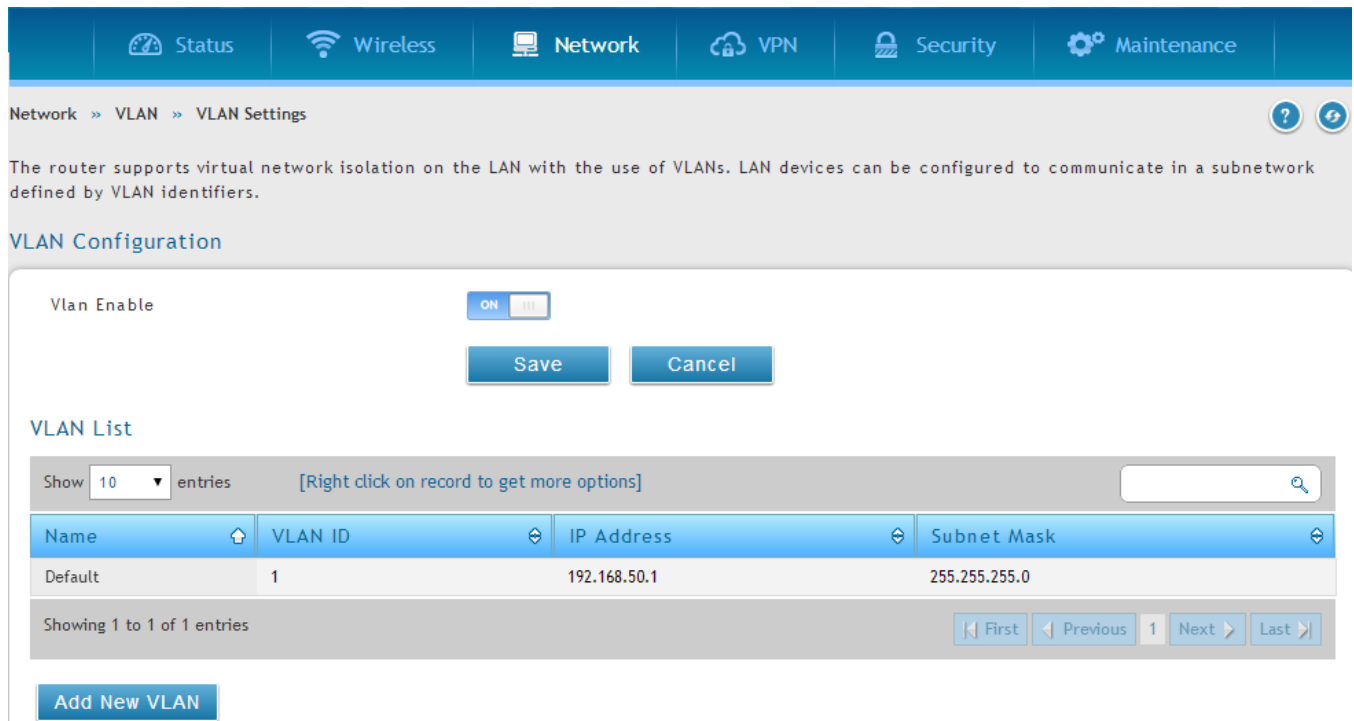 Status Wireless Network VPN Security Maintenance
Network » VLAN » VLAN Settings
The router supports virtual network isolation on the LAN with the use of VLANs. LAN devices can be configured to communicate in a subnetwork
defined by VLAN identifiers.
VLAN Configuration
Vlan Enable ON
Save Cancel
VLAN List
Show 10 entries [Right click on record to get more options]
Name VLAN ID IP Address Subnet Mask
Default 1 192.168.50.1 255.255.255.0
Showing 1 to 1 of 1 entries First Previous 1 Next Last
Add New VLAN